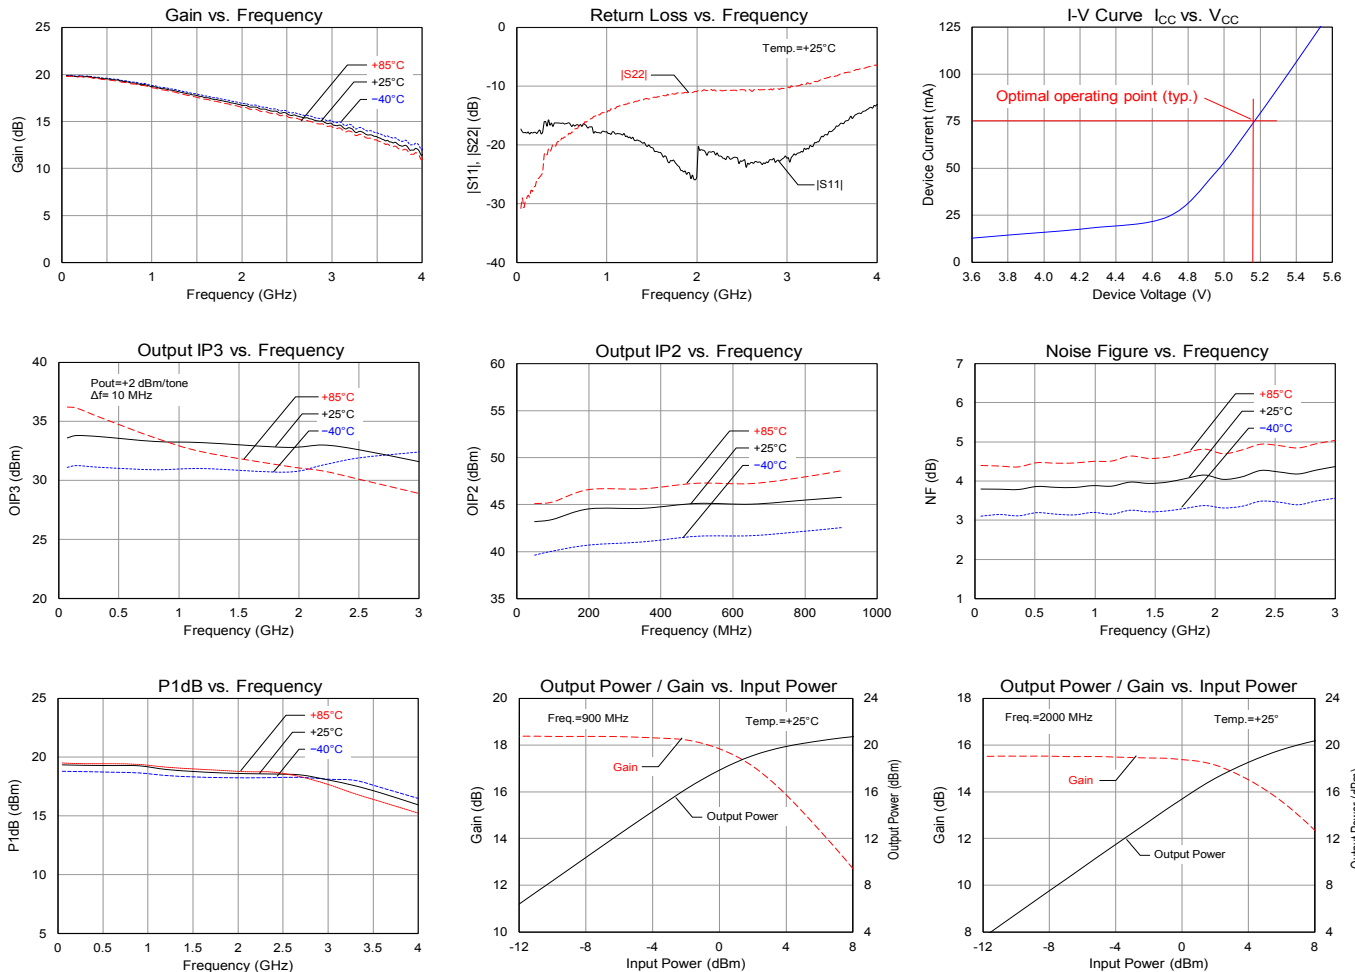 Gain vs. Frequency
25
20
15
10
5
0
Gain (dB)
+85°C
+25°C
−40°C
0
1
2
3
4
Frequency (GHz)
Return Loss vs. Frequency
0
-10
-20
-30
-40
|S11|, |S22| (dB)
Temp.=+25°C
|S22|
|S11|
0
1
2
3
4
Frequency (GHz)
I-V Curve ICC vs. VCC
125
100
75
50
25
0
Device Current (mA)
Optimal operating point (typ.)
3.6
3.8
4.0
4.2
4.4
4.6
4.8
5.0
5.2
5.4
5.6
Device Voltage (V)
Output IP3 vs. Frequency
40
35
30
25
20
OIP3 (dBm)
Pout=+2 dBm/tone
Δf= 10 MHz
+85°C
+25°C
−40°C
0
0.5
1
1.5
2
2.5
3
Frequency (GHz)
Output IP2 vs. Frequency
60
55
50
45
40
35
OIP2 (dBm)
+85°C
+25°C
−40°C
0
200
400
600
800
1000
Frequency (MHz)
Noise Figure vs. Frequency
7
6
5
4
3
2
1
NF (dB)
+85°C
+25°C
−40°C
0
0.5
1
1.5
2
2.5
3
Frequency (GHz)
P1dB vs. Frequency
25
20
15
10
5
P1dB (dBm)
+85°C
+25°C
−40°C
0
0.5
1
1.5
2
2.5
3
3.5
4
Frequency (GHz)
Output Power / Gain vs. Input Power
20
18
16
14
12
10
Gain (dB)
Freq.=900 MHz
Temp.=+25°C
Gain
Output Power
24
20
16
12
8
4
Output Power (dBm)
-12
-8
-4
0
4
8
Input Power (dBm)
Output Power / Gain vs. Input Power
18
16
14
12
10
8
Gain (dB)
Freq.=2000 MHz
Temp.=+25°
Gain
Output Power
24
20
16
12
8
4
Output Power (dBm)
-12
-8
-4
0
4
8
Input Power (dBm)